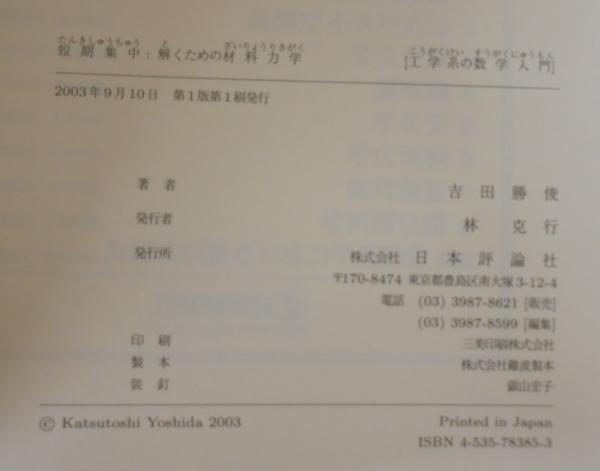 たんきしゅうちゅう と ざいりょうりきがく こうがくけい すうがくにゅうもん
短期集中:解くための材料力学 [工学系の数学入門]
2003年9月10日 第1版第1刷発行
著者 吉田勝俊
発行者 林克行
発行所 株式会社 日本評論社
〒170-8474 東京都豊島区南大塚3-12-4
電話 (03) 3987-8621 [販売]
(03) 3987-8599 [編集]
印刷 三美印刷株式会社
製本 株式会社難波製本
装釘 銀山宏子
© Katsutoshi Yoshida 2003 Printed in Japan
ISBN 4-535-78385-3